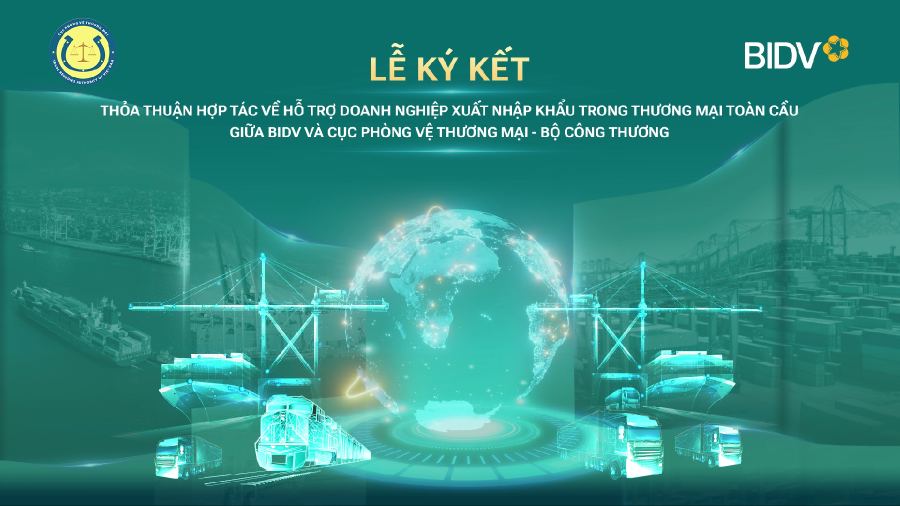 BIDV
LỄ KÝ KẾT
THỎA THUẬN HỢP TÁC VỀ HỖ TRỢ DOANH NGHIỆP XUẤT NHẬP KHẨU TRONG THƯƠNG MẠI TOÀN CẦU
GIỮA BIDV VÀ CỤC PHÒNG VỆ THƯƠNG MẠI - BỘ CÔNG THƯƠNG